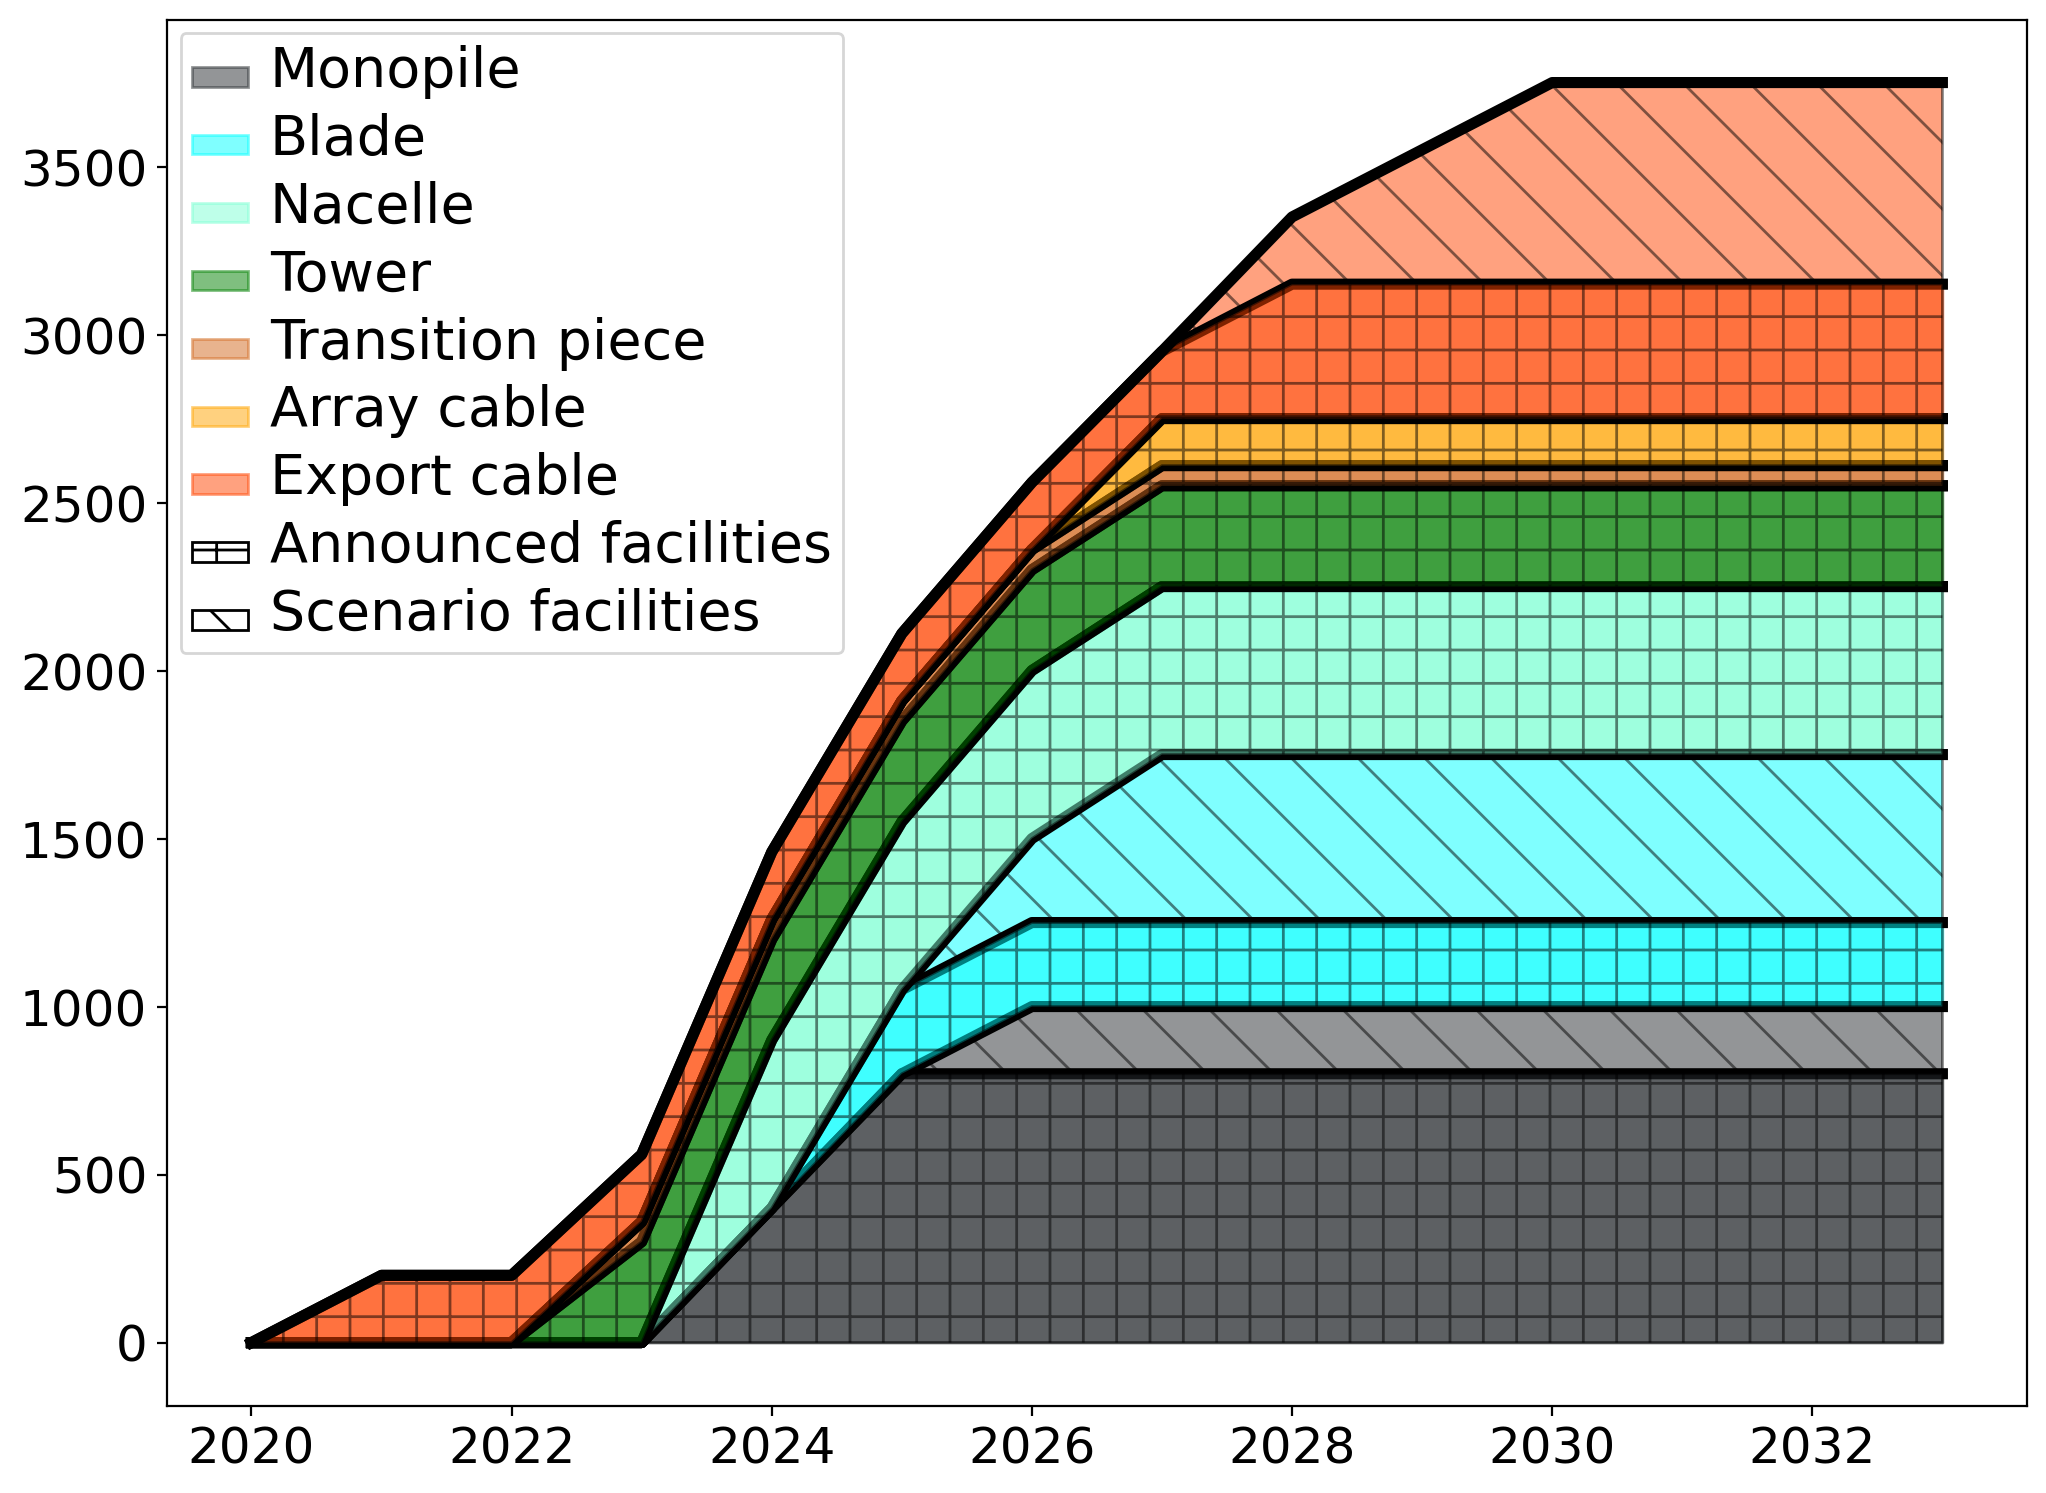 Monopile
Blade
Nacelle
Tower
Transition piece
Array cable
Export cable
Announced facilities
Scenario facilities
3500
3000
2500
2000
1500
1000
500
0
2020 2022 2024 2026 2028 2030 2032